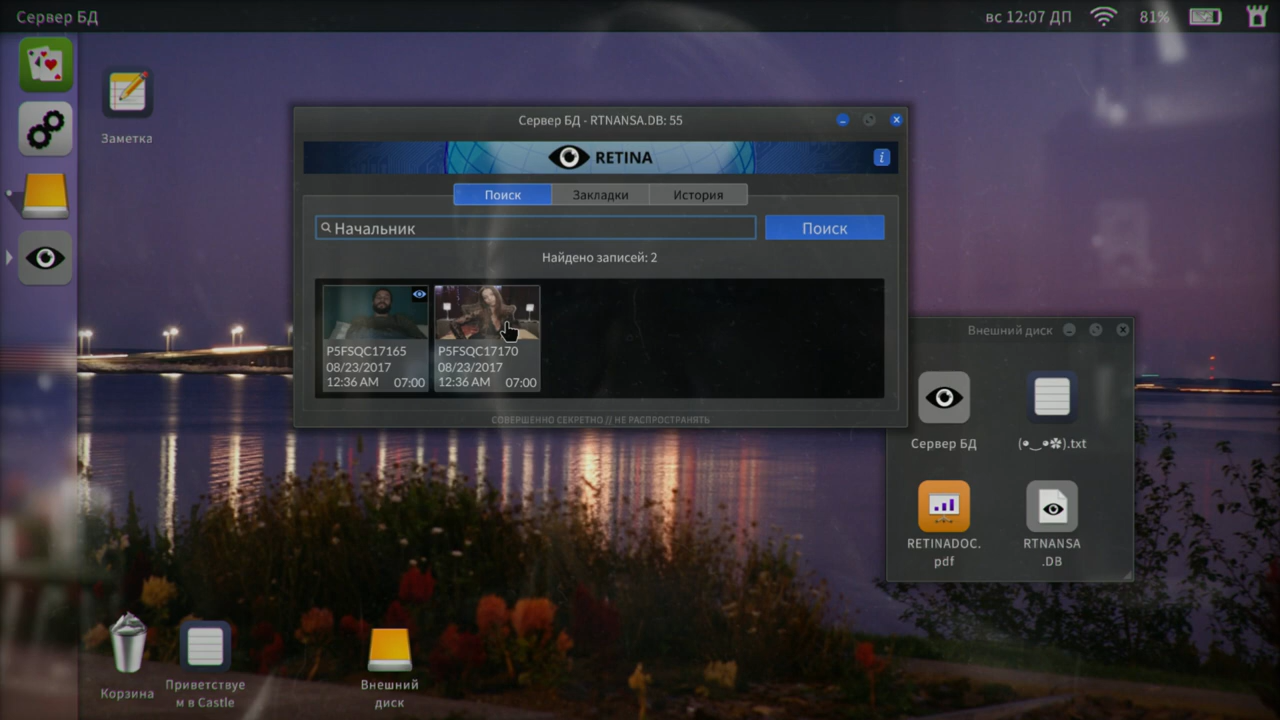 Сервер БД
вс 12:07 ДП
81%
Заметка
Сервер БД - RTNANSA.DB: 55
RETINA
i
Поиск
Закладки
История
Начальник
Поиск
Найдено записей: 2
P5FSQC17165
08/23/2017
12:36 AM 07:00
P5FSQC17170
08/23/2017
12:36 AM 07:00
СОВЕРШЕННО СЕКРЕТНО // НЕ РАСПРОСТРАНЯТЬ
Внешний диск
Сервер БД
(•‿•✿).txt
RETINADOC.
pdf
RTNANSA
.DB
Корзина
Приветствуе
м в Castle
Внешний
диск